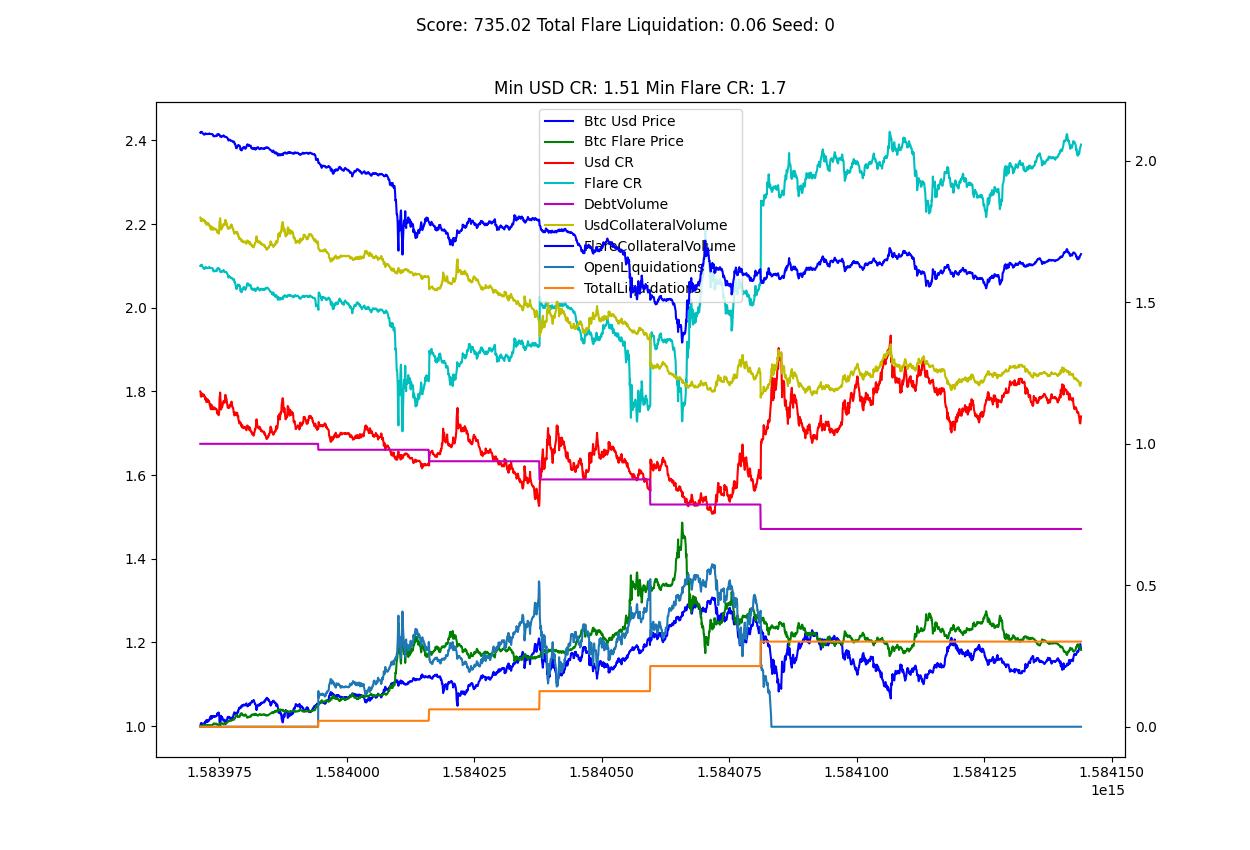 Score: 735.02 Total Flare Liquidation: 0.06 Seed: 0
Min USD CR: 1.51 Min Flare CR: 1.7
Btc Usd Price
Btc Flare Price
Usd CR
Flare CR
DebtVolume
UsdCollateralVolume
FlareCollateralVolume
OpenLiquidations
TotalLiquidations
2.4
2.2
2.0
1.8
1.6
1.4
1.2
1.0
2.0
1.5
1.0
0.5
0.0
1.583975 1.584000 1.584025 1.584050 1.584075 1.584100 1.584125 1.584150
1e15